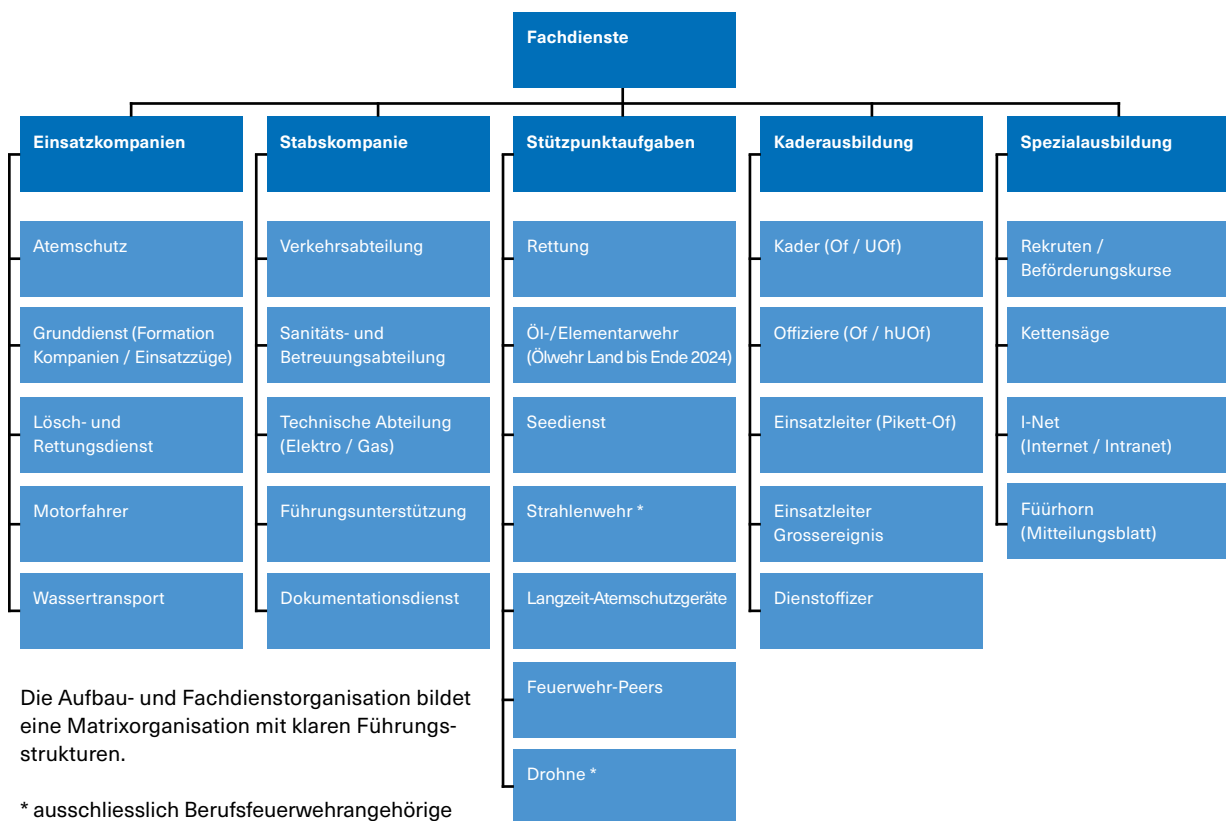 Fachdienste
Einsatzkompanien
Atemschutz
Grunddienst (Formation
Kompanien / Einsatzzüge)
Lösch- und
Rettungsdienst
Motorfahrer
Wassertransport
Stabskompanie
Verkehrsabteilung
Sanitäts- und
Betreuungsabteilung
Technische Abteilung
(Elektro / Gas)
Führungsunterstützung
Dokumentationsdienst
Stützpunktaufgaben
Rettung
Öl-/Elementarwehr
(Ölwehr Land bis Ende 2024)
Seedienst
Strahlenwehr *
Langzeit-Atemschutzgeräte
Feuerwehr-Peers
Drohne *
Kaderausbildung
Kader (Of / UOf)
Offiziere (Of / hUOf)
Einsatzleiter (Pikett-Of)
Einsatzleiter
Grossereignis
Dienstoffizer
Spezialausbildung
Rekruten /
Beförderungskurse
Kettensäge
I-Net
(Internet / Intranet)
Füürhorn
(Mitteilungsblatt)
Die Aufbau- und Fachdienstorganisation bildet
eine Matrixorganisation mit klaren Führungs-
strukturen.
* ausschliesslich Berufsfeuerwehrangehörige